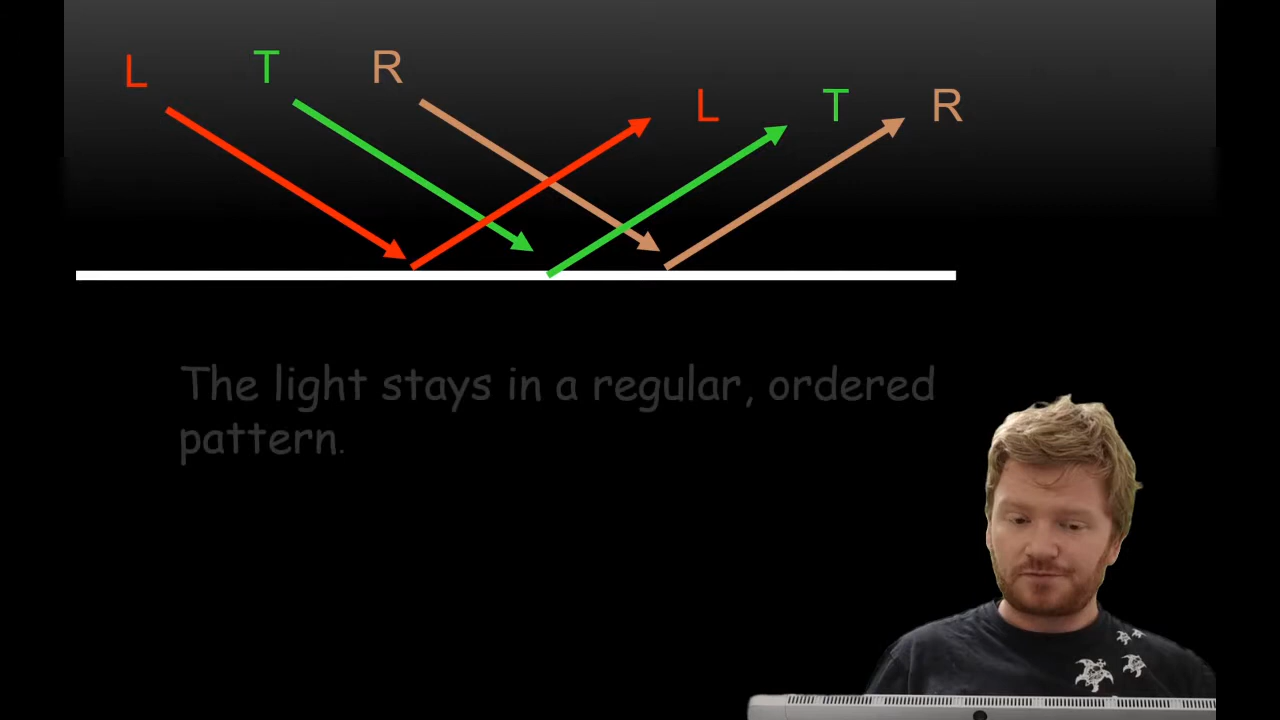 L T R
L T R
The light stays in a regular, ordered
pattern.